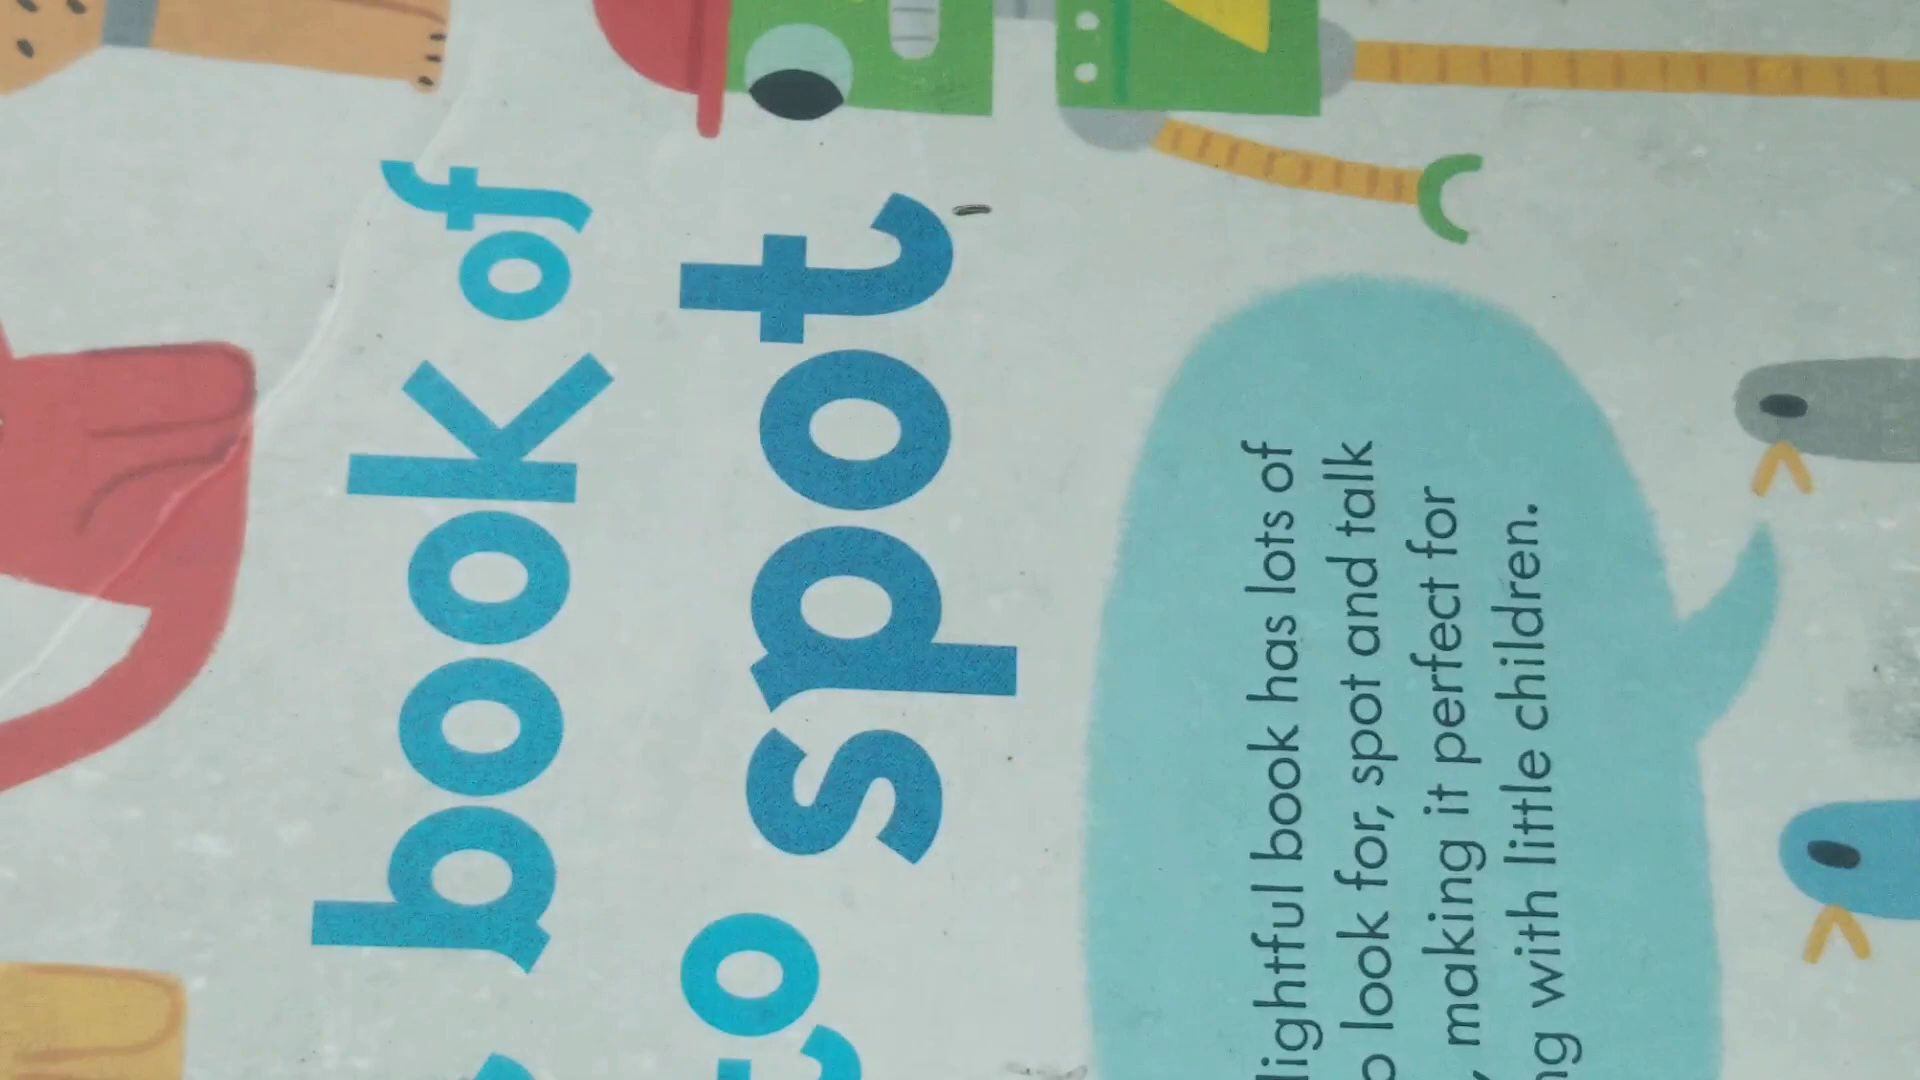 book of
to spot
lightful book has lots of
look for, spot and talk
, making it perfect for
with little children.